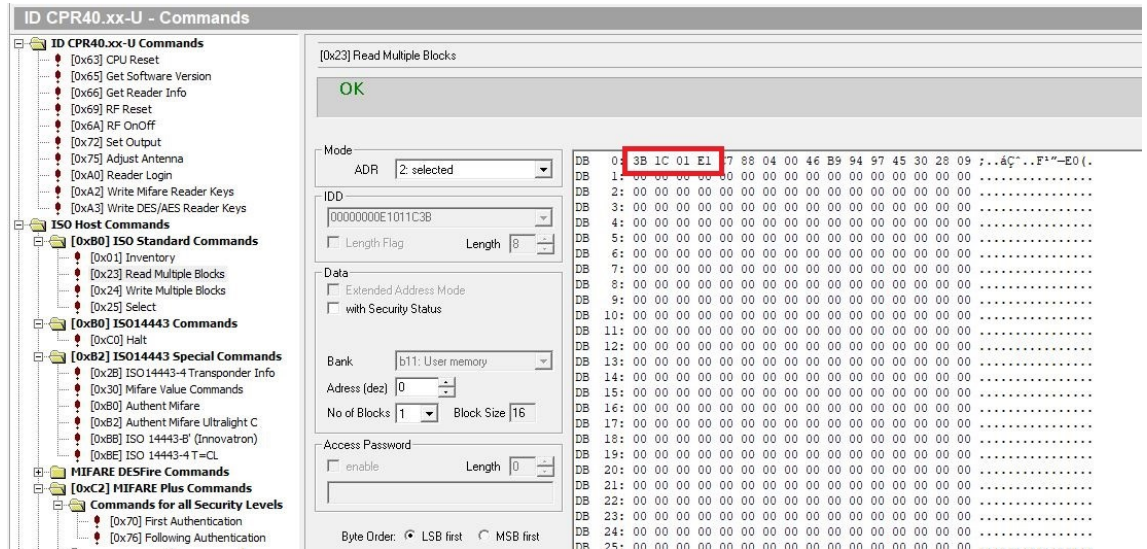 ID CPR40.xx-U - Commands
ID CPR40.xx-U Commands
[0x63] CPU Reset
[0x65] Get Software Version
[0x66] Get Reader Info
[0x69] RF Reset
[0x6A] RF OnOff
[0x72] Set Output
[0x75] Adjust Antenna
[0xA0] Reader Login
[0xA2] Write Mifare Reader Keys
[0xA3] Write DES/AES Reader Keys
ISO Host Commands
[0xB0] ISO Standard Commands
[0x01] Inventory
[0x23] Read Multiple Blocks
[0x24] Write Multiple Blocks
[0x25] Select
[0xB0] ISO14443 Commands
[0xC0] Halt
[0xB2] ISO14443 Special Commands
[0x2B] ISO14443-4 Transponder Info
[0x30] Mifare Value Commands
[0xB0] Authent Mifare
[0xB2] Authent Mifare Ultralight C
[0xBB] ISO 14443-B' (Innovatron)
[0xBE] ISO 14443-4 T=CL
MIFARE DESFire Commands
[0xC2] MIFARE Plus Commands
Commands for all Security Levels
[0x70] First Authentication
[0x76] Following Authentication
[0x23] Read Multiple Blocks
OK
Mode
ADR 2: selected
IDD
00000000E1011C3B
Length Flag Length 8
Data
Extended Address Mode
with Security Status
Bank b11: User memory
Adress (dez) 0
No of Blocks 1 Block Size 16
Access Password
enable Length 0
Byte Order: LSB first MSB first
DB 0: 3B 1C 01 E1 C7 88 04 00 46 B9 94 97 45 30 28 09 ;..áÇˆ..F¹”—E0(.
DB 1: 00 00 00 00 00 00 00 00 00 00 00 00 00 00 00 00 ................
DB 2: 00 00 00 00 00 00 00 00 00 00 00 00 00 00 00 00 ................
DB 3: 00 00 00 00 00 00 00 00 00 00 00 00 00 00 00 00 ................
DB 4: 00 00 00 00 00 00 00 00 00 00 00 00 00 00 00 00 ................
DB 5: 00 00 00 00 00 00 00 00 00 00 00 00 00 00 00 00 ................
DB 6: 00 00 00 00 00 00 00 00 00 00 00 00 00 00 00 00 ................
DB 7: 00 00 00 00 00 00 00 00 00 00 00 00 00 00 00 00 ................
DB 8: 00 00 00 00 00 00 00 00 00 00 00 00 00 00 00 00 ................
DB 9: 00 00 00 00 00 00 00 00 00 00 00 00 00 00 00 00 ................
DB 10: 00 00 00 00 00 00 00 00 00 00 00 00 00 00 00 00 ................
DB 11: 00 00 00 00 00 00 00 00 00 00 00 00 00 00 00 00 ................
DB 12: 00 00 00 00 00 00 00 00 00 00 00 00 00 00 00 00 ................
DB 13: 00 00 00 00 00 00 00 00 00 00 00 00 00 00 00 00 ................
DB 14: 00 00 00 00 00 00 00 00 00 00 00 00 00 00 00 00 ................
DB 15: 00 00 00 00 00 00 00 00 00 00 00 00 00 00 00 00 ................
DB 16: 00 00 00 00 00 00 00 00 00 00 00 00 00 00 00 00 ................
DB 17: 00 00 00 00 00 00 00 00 00 00 00 00 00 00 00 00 ................
DB 18: 00 00 00 00 00 00 00 00 00 00 00 00 00 00 00 00 ................
DB 19: 00 00 00 00 00 00 00 00 00 00 00 00 00 00 00 00 ................
DB 20: 00 00 00 00 00 00 00 00 00 00 00 00 00 00 00 00 ................
DB 21: 00 00 00 00 00 00 00 00 00 00 00 00 00 00 00 00 ................
DB 22: 00 00 00 00 00 00 00 00 00 00 00 00 00 00 00 00 ................
DB 23: 00 00 00 00 00 00 00 00 00 00 00 00 00 00 00 00 ................
DB 24: 00 00 00 00 00 00 00 00 00 00 00 00 00 00 00 00 ................
DB 25: 00 00 00 00 00 00 00 00 00 00 00 00 00 00 00 00 ................